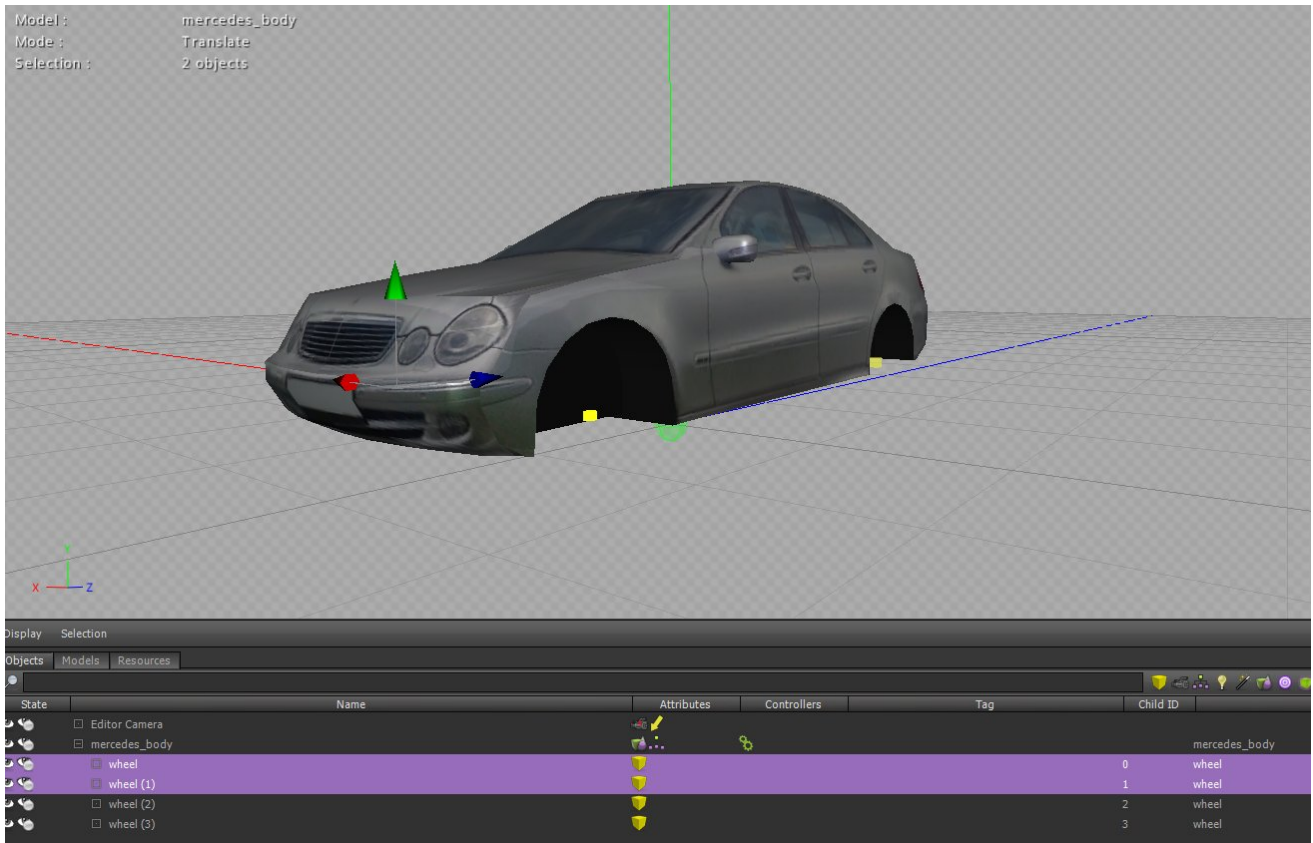 Model : mercedes_body
Mode : Translate
Selection : 2 objects
Y
X Z
Display Selection
Objects Models Resources
State Name Attributes Controllers Tag Child ID
Editor Camera
mercedes_body mercedes_body
wheel 0 wheel
wheel (1) 1 wheel
wheel (2) 2 wheel
wheel (3) 3 wheel